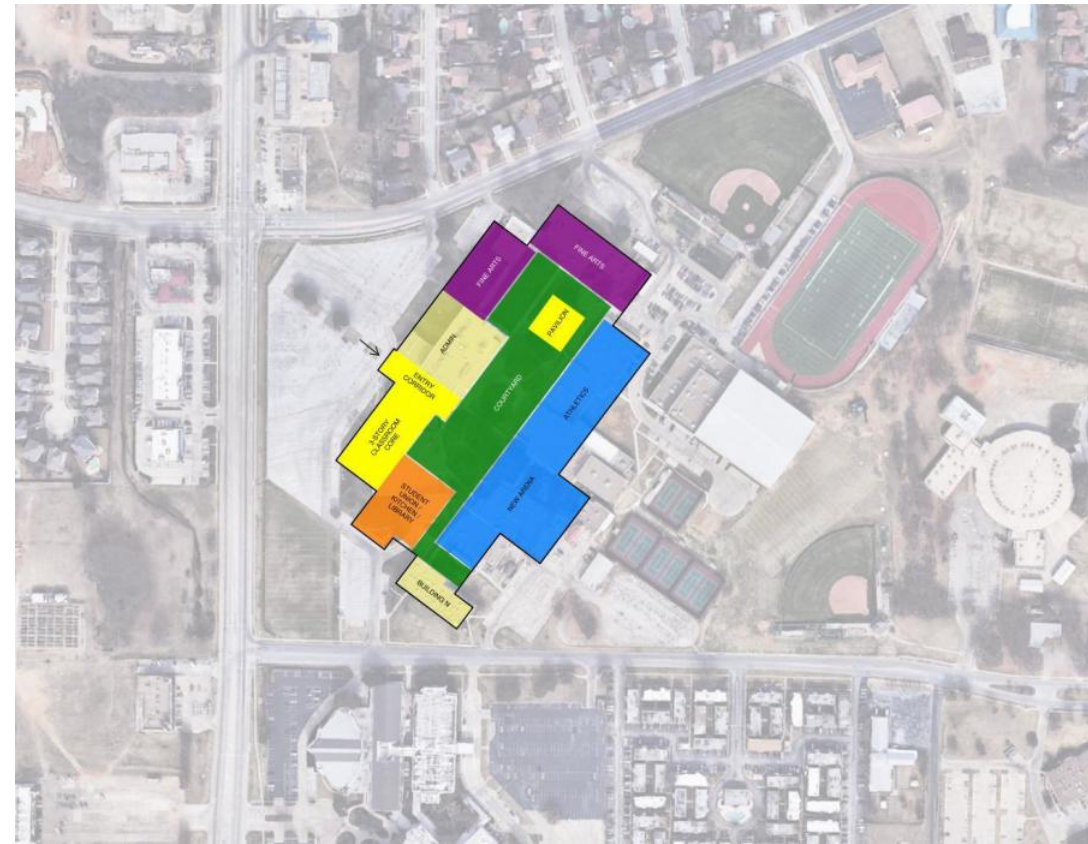 FINE ARTS
FINE ARTS
PAVILION
ADMIN
ENTRY
CORRIDOR
COURTYARD
ATHLETICS
3-STORY
CLASSROOM
CORE
STUDENT
UNION /
KITCHEN /
LIBRARY
NEW ARENA
BUILDING N